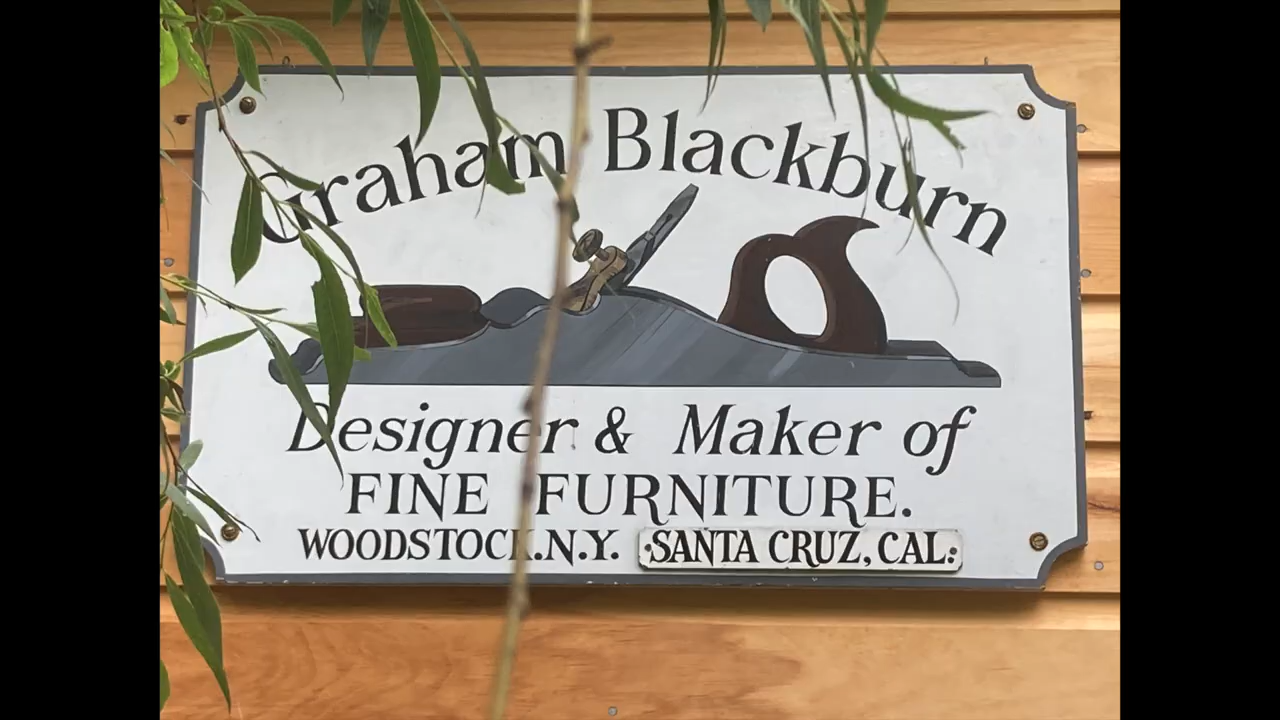 Graham Blackburn
Designer & Maker of
FINE FURNITURE.
WOODSTOCK.N.Y. ·SANTA CRUZ, CAL: